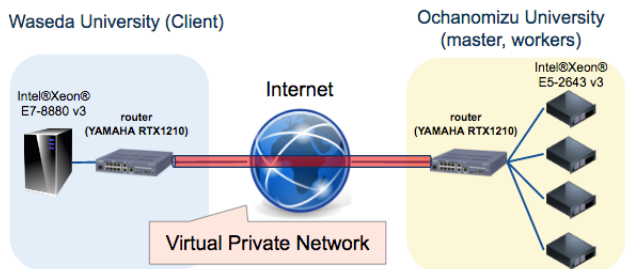 Waseda University (Client)
Ochanomizu University
(master, workers)
Intel®Xeon®
E7-8880 v3
router
(YAMAHA RTX1210)
Internet
router
(YAMAHA RTX1210)
Intel®Xeon®
E5-2643 v3
Virtual Private Network